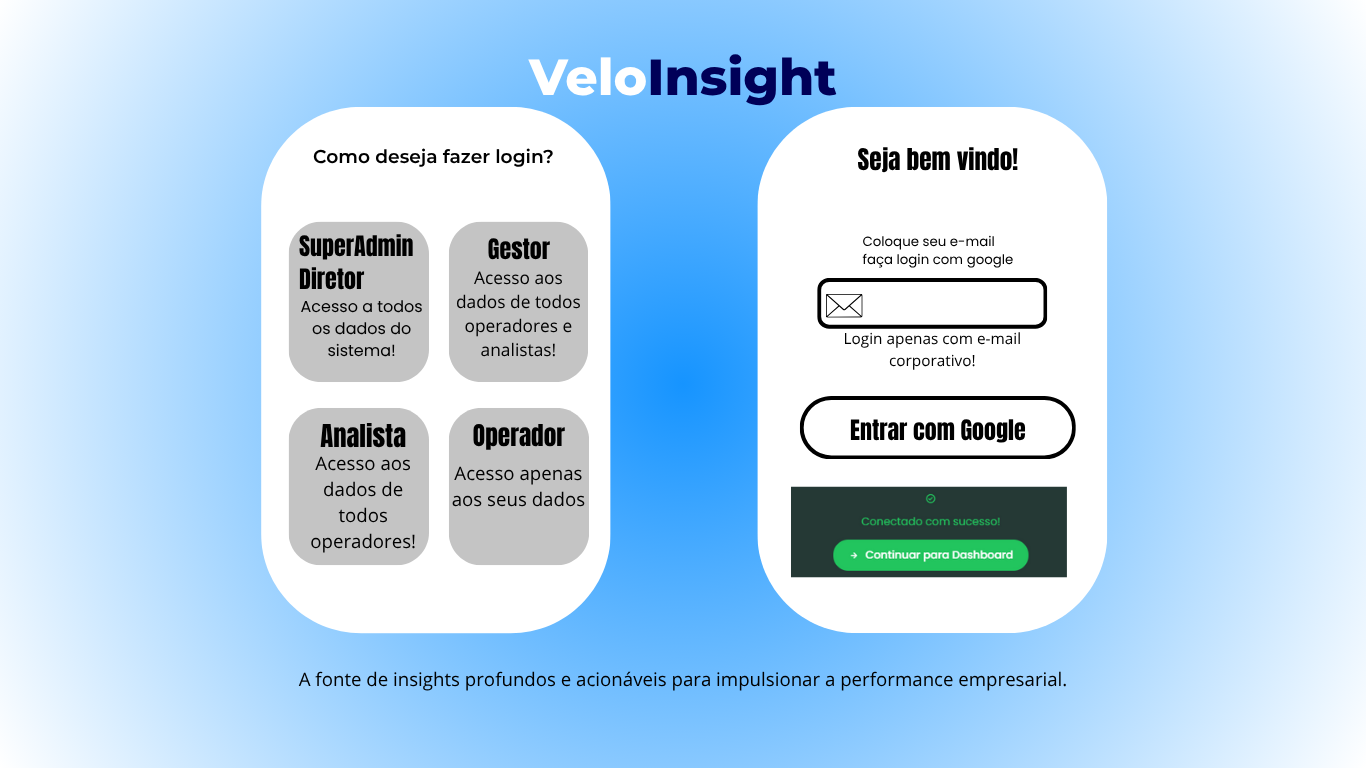 VeloInsight
Como deseja fazer login?
SuperAdmin
Diretor
Acesso a todos
os dados do
sistema!
Gestor
Acesso aos
dados de todos
operadores e
analistas!
Analista
Acesso aos
dados de
todos
operadores!
Operador
Acesso apenas
aos seus dados
Seja bem vindo!
Coloque seu e-mail
faça login com google
Login apenas com e-mail
corporativo!
Entrar com Google
Conectado com sucesso!
Continuar para Dashboard
A fonte de insights profundos e acionáveis para impulsionar a performance empresarial.